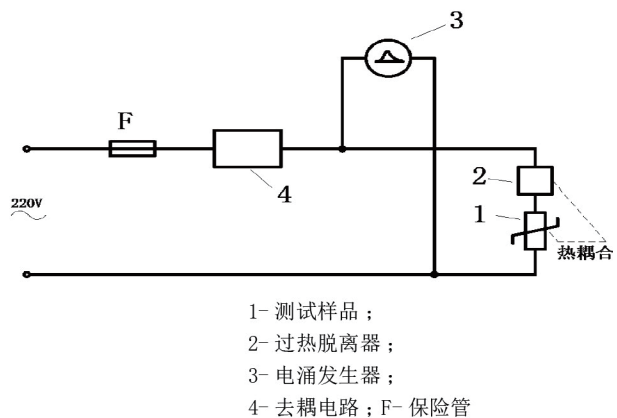 3
F
4
2
220V
1
热耦合
1-测试样品；
2-过热脱离器；
3-电涌发生器；
4-去耦电路；F-保险管